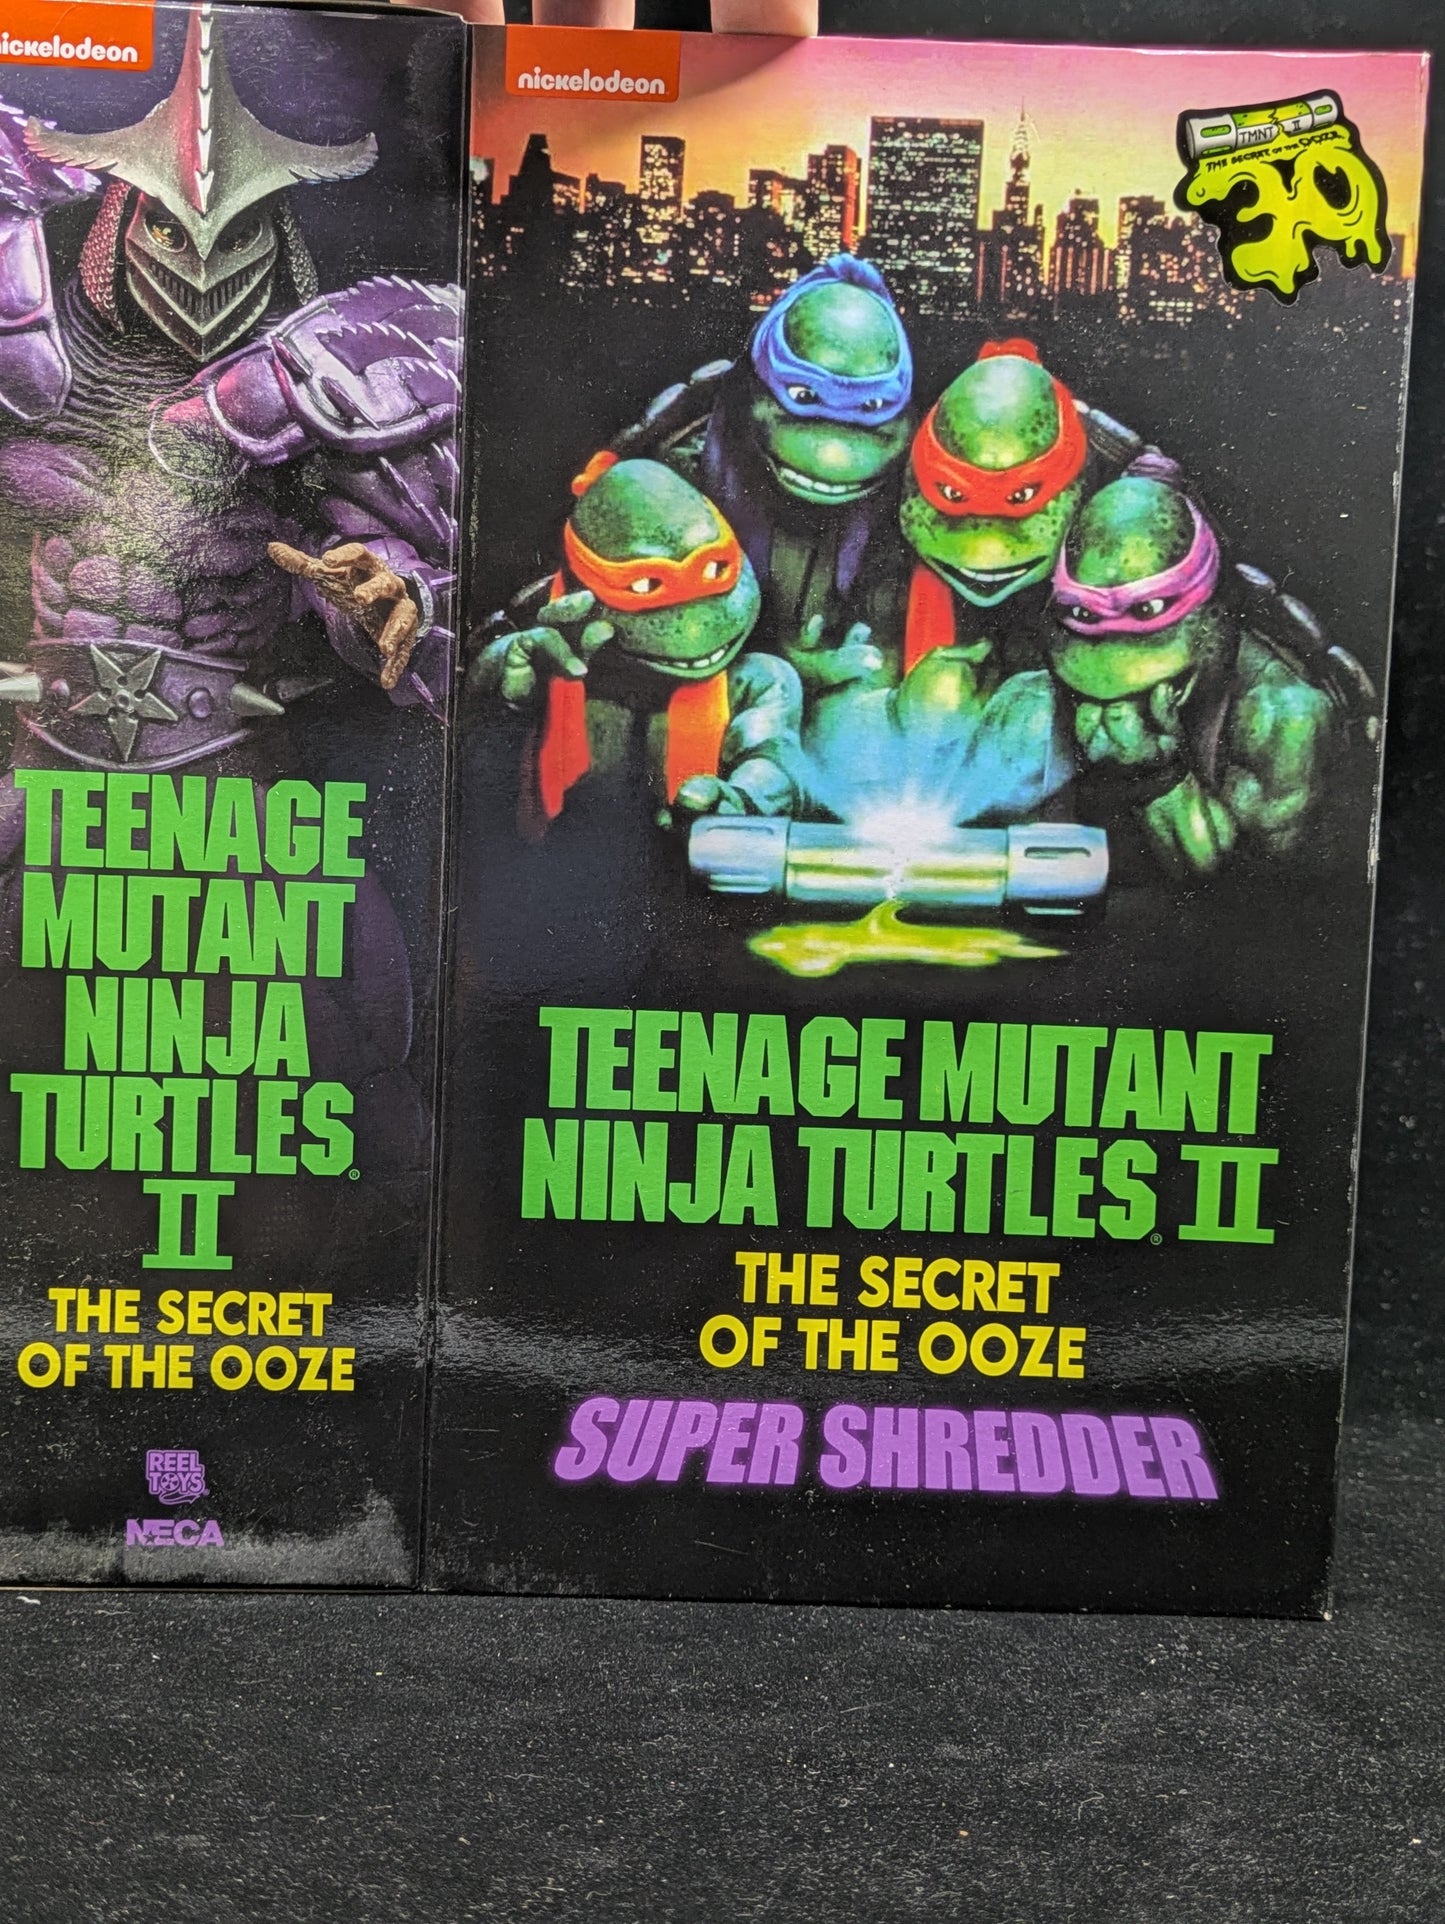 nickelodeon
TEENAGE
MUTANT
NINJA
TURTLES®
II
THE SECRET
OF THE OOZE
REEL
TOYS
NECA
nickelodeon
TMNT II
THE SECRET OF THE OOZE
30
TEENAGE MUTANT
NINJA TURTLES® II
THE SECRET
OF THE OOZE
SUPER SHREDDER